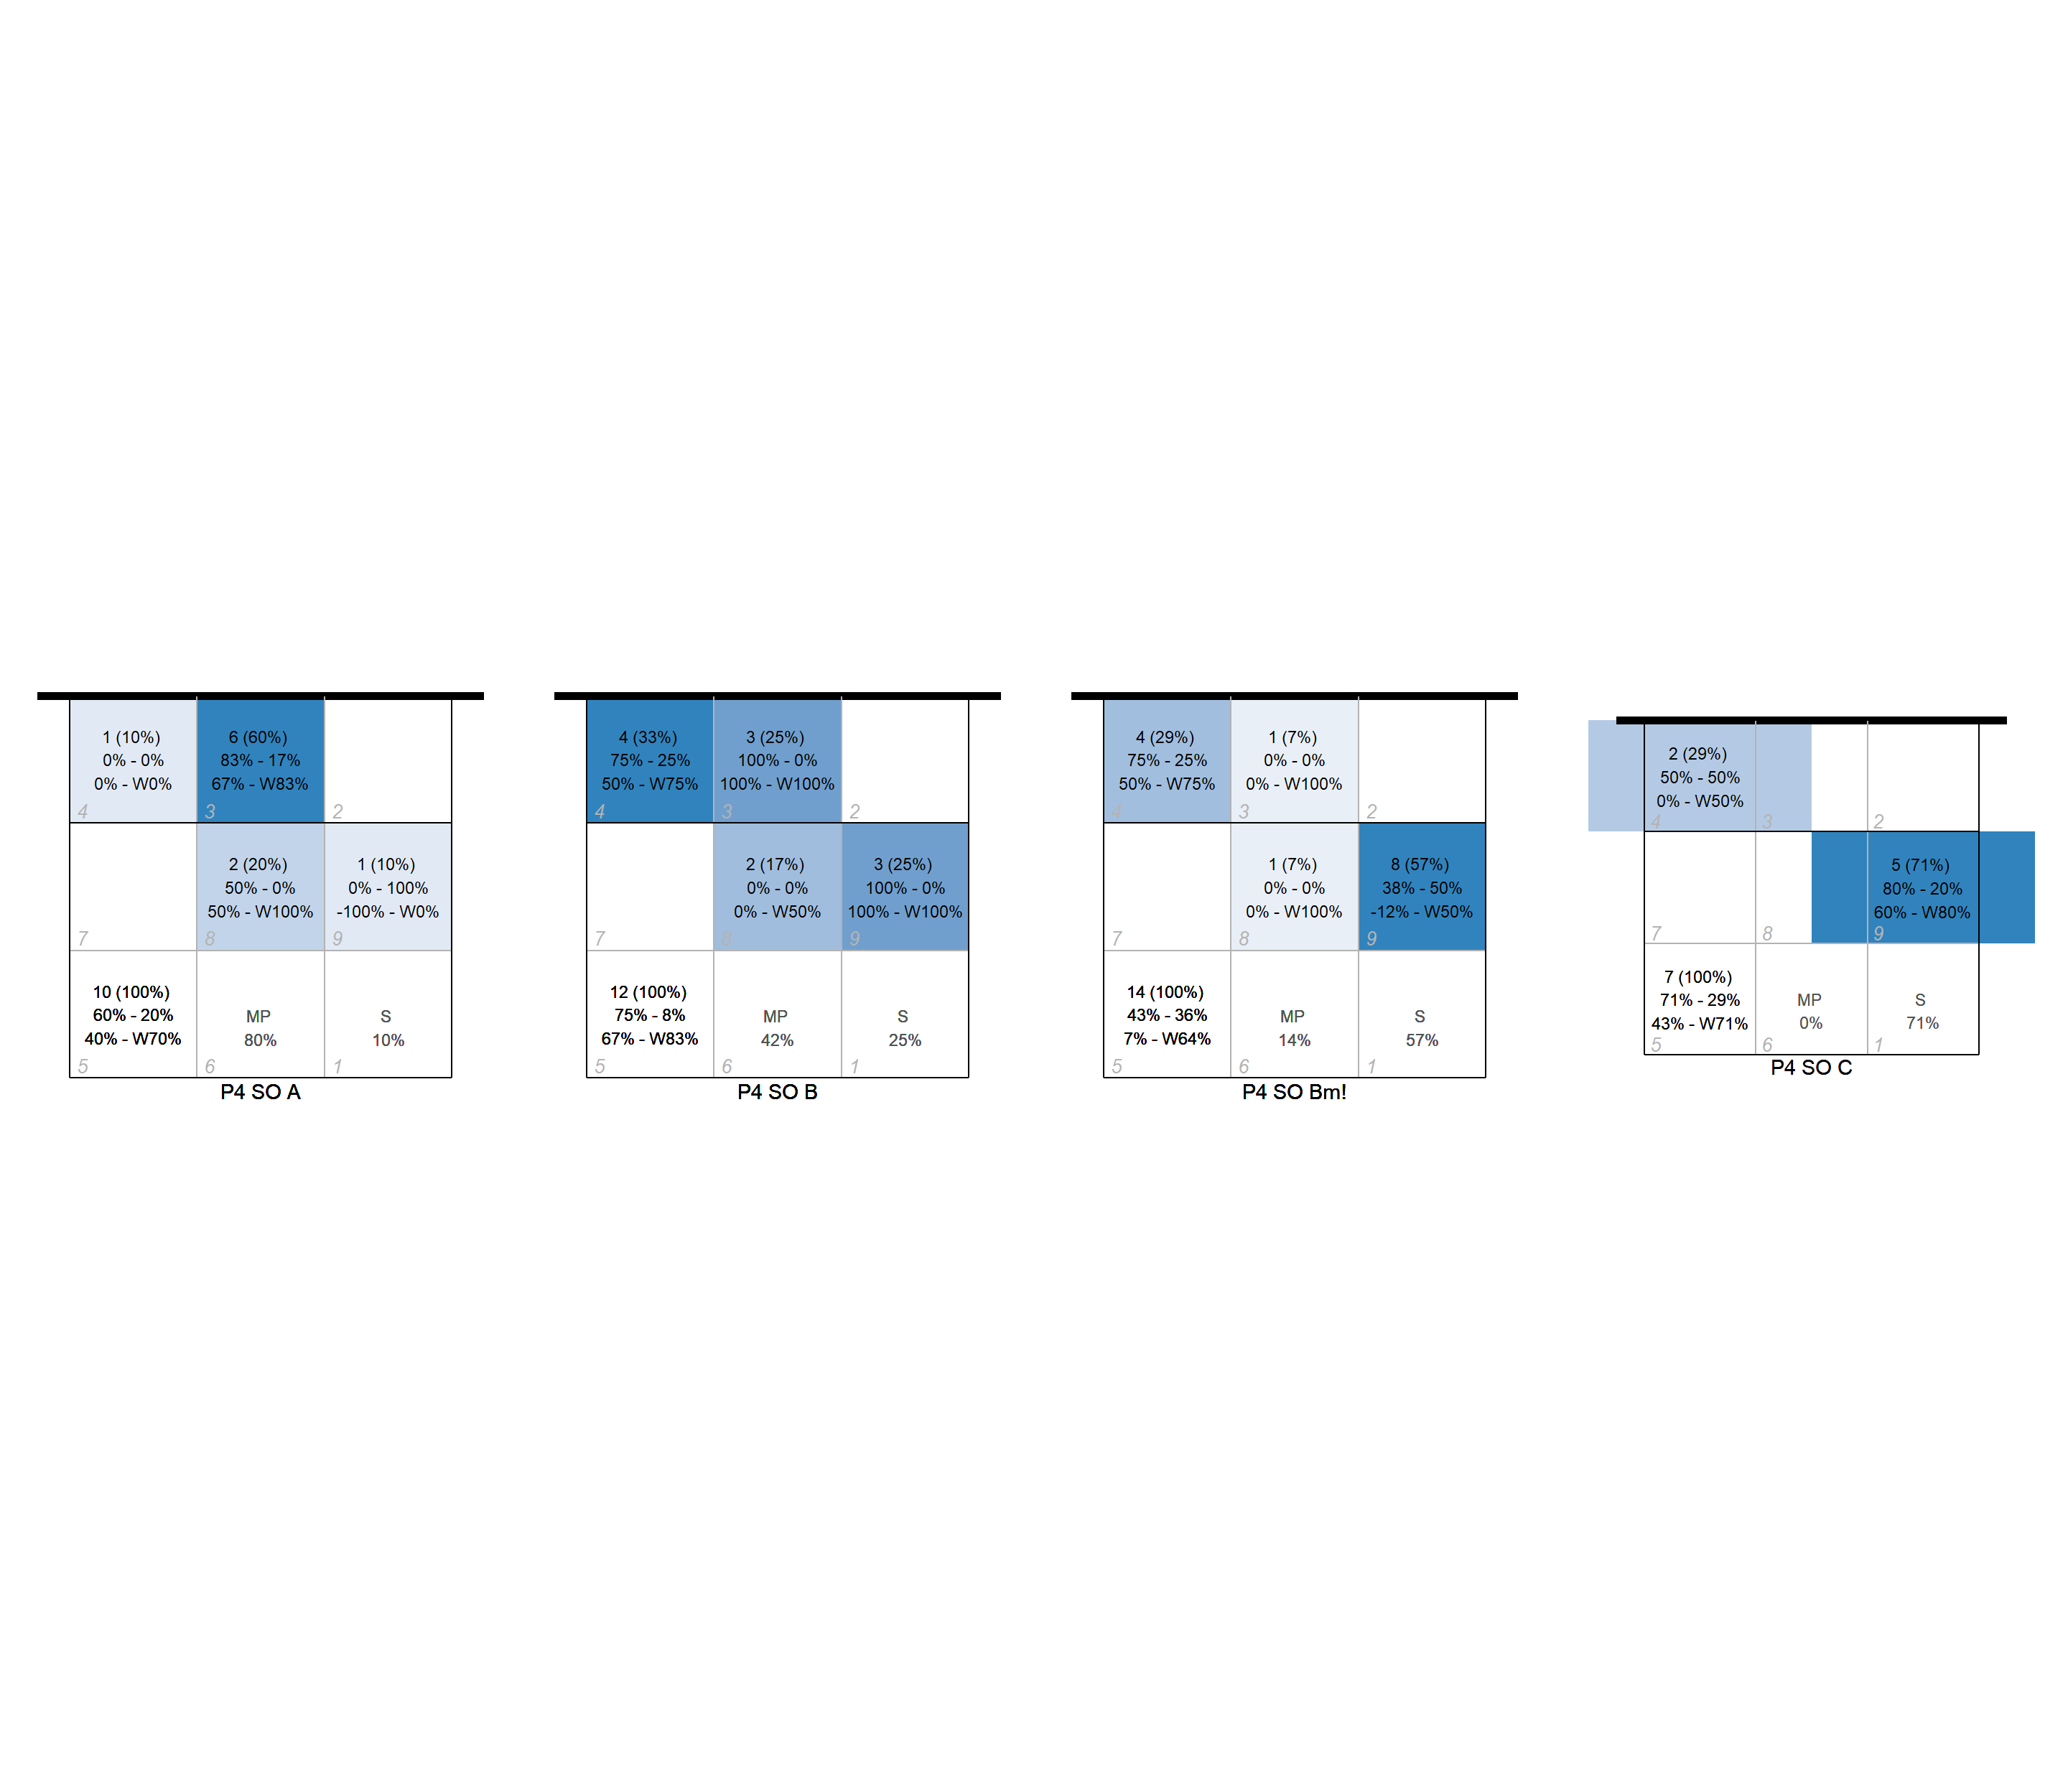 1 (10%)
0% - 0%
0% - W0%
4
6 (60%)
83% - 17%
67% - W83%
3
2
7
2 (20%)
50% - 0%
50% - W100%
8
1 (10%)
0% - 100%
-100% - W0%
9
10 (100%)
60% - 20%
40% - W70%
5
MP
80%
6
S
10%
1
P4 SO A
4 (33%)
75% - 25%
50% - W75%
4
3 (25%)
100% - 0%
100% - W100%
3
2
7
2 (17%)
0% - 0%
0% - W50%
8
3 (25%)
100% - 0%
100% - W100%
9
12 (100%)
75% - 8%
67% - W83%
5
MP
42%
6
S
25%
1
P4 SO B
4 (29%)
75% - 25%
50% - W75%
4
1 (7%)
0% - 0%
0% - W100%
3
2
7
1 (7%)
0% - 0%
0% - W100%
8
8 (57%)
38% - 50%
-12% - W50%
9
14 (100%)
43% - 36%
7% - W64%
5
MP
14%
6
S
57%
1
P4 SO Bm!
2 (29%)
50% - 50%
0% - W50%
4
3
2
7
8
5 (71%)
80% - 20%
60% - W80%
9
7 (100%)
71% - 29%
43% - W71%
5
MP
0%
6
S
71%
1
P4 SO C